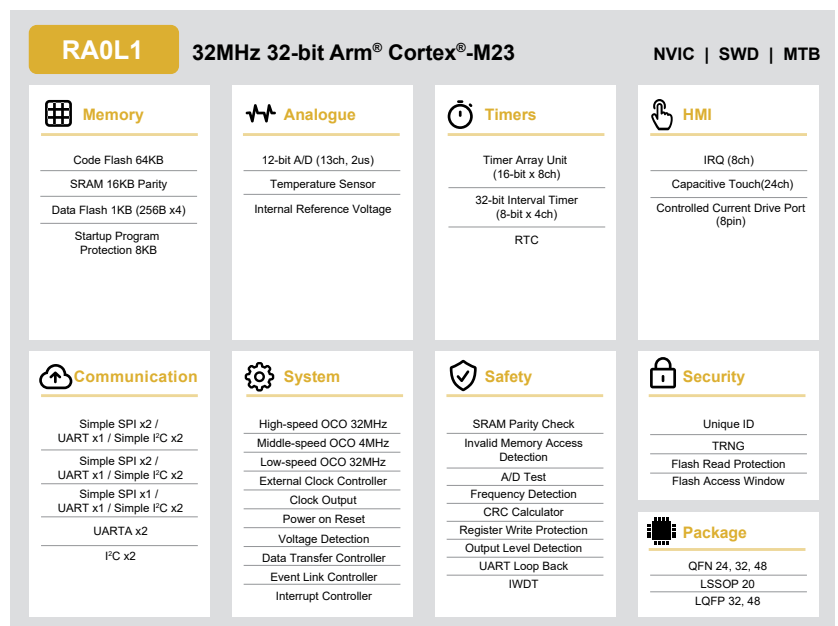 RA0L1
32MHz 32-bit Arm® Cortex®-M23
NVIC | SWD | MTB
Memory
Code Flash 64KB
SRAM 16KB Parity
Data Flash 1KB (256B x4)
Startup Program
Protection 8KB
Analogue
12-bit A/D (13ch, 2us)
Temperature Sensor
Internal Reference Voltage
Timers
Timer Array Unit
(16-bit x 8ch)
32-bit Interval Timer
(8-bit x 4ch)
RTC
HMI
IRQ (8ch)
Capacitive Touch(24ch)
Controlled Current Drive Port
(8pin)
Communication
Simple SPI x2 /
UART x1 / Simple I²C x2
Simple SPI x2 /
UART x1 / Simple I²C x2
Simple SPI x1 /
UART x1 / Simple I²C x2
UARTA x2
I²C x2
System
High-speed OCO 32MHz
Middle-speed OCO 4MHz
Low-speed OCO 32MHz
External Clock Controller
Clock Output
Power on Reset
Voltage Detection
Data Transfer Controller
Event Link Controller
Interrupt Controller
Safety
SRAM Parity Check
Invalid Memory Access
Detection
A/D Test
Frequency Detection
CRC Calculator
Register Write Protection
Output Level Detection
UART Loop Back
IWDT
Security
Unique ID
TRNG
Flash Read Protection
Flash Access Window
Package
QFN 24, 32, 48
LSSOP 20
LQFP 32, 48